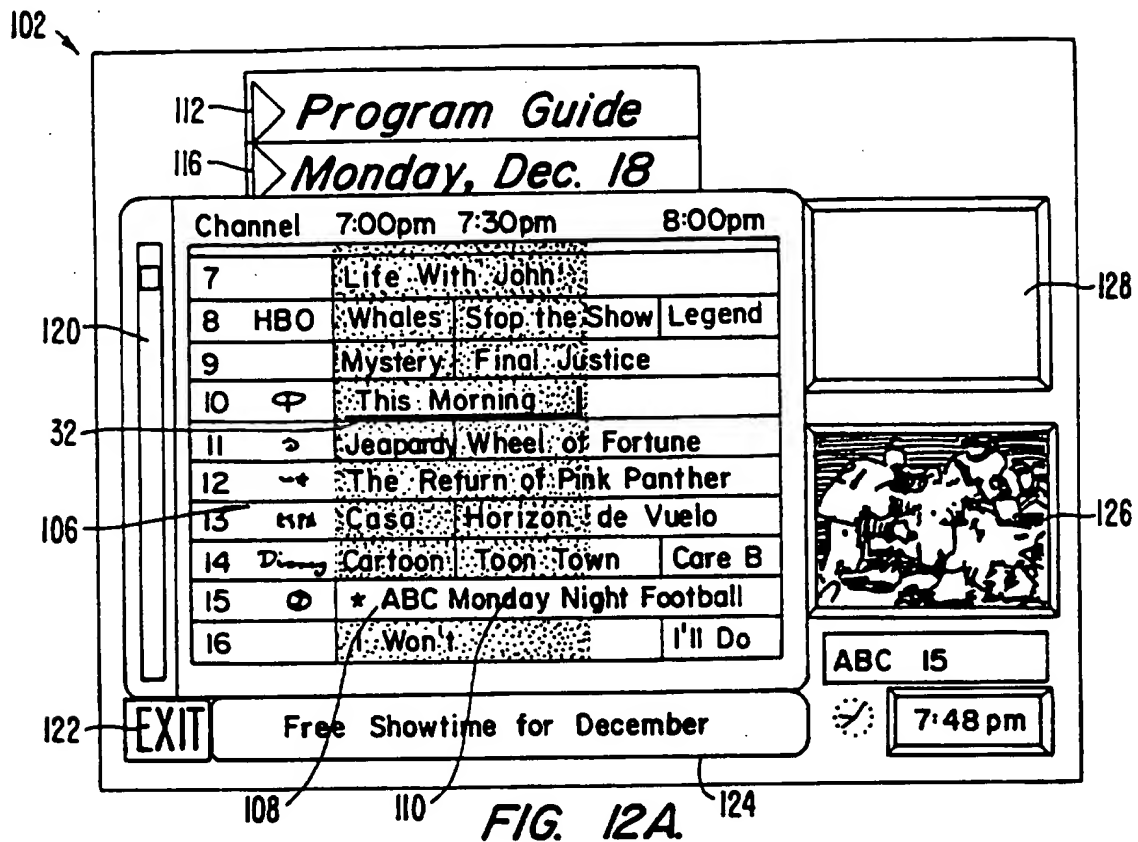 102
112
Program Guide
116
Monday, Dec. 18
Channel 7:00pm 7:30pm 8:00pm
7 Life With John
128
8 HBO Whales Stop the Show Legend
120
9 Mystery Final Justice
10 This Morning
32
11 Jeapardy Wheel of Fortune
12 The Return of Pink Panther
106
13 Casa Horizon de Vuelo
126
14 Disney Cartoon Toon Town Care B
15 * ABC Monday Night Football
16 I Won't I'll Do
ABC 15
122
EXIT
Free Showtime for December
7:48 pm
108
110
124
FIG. 12A.